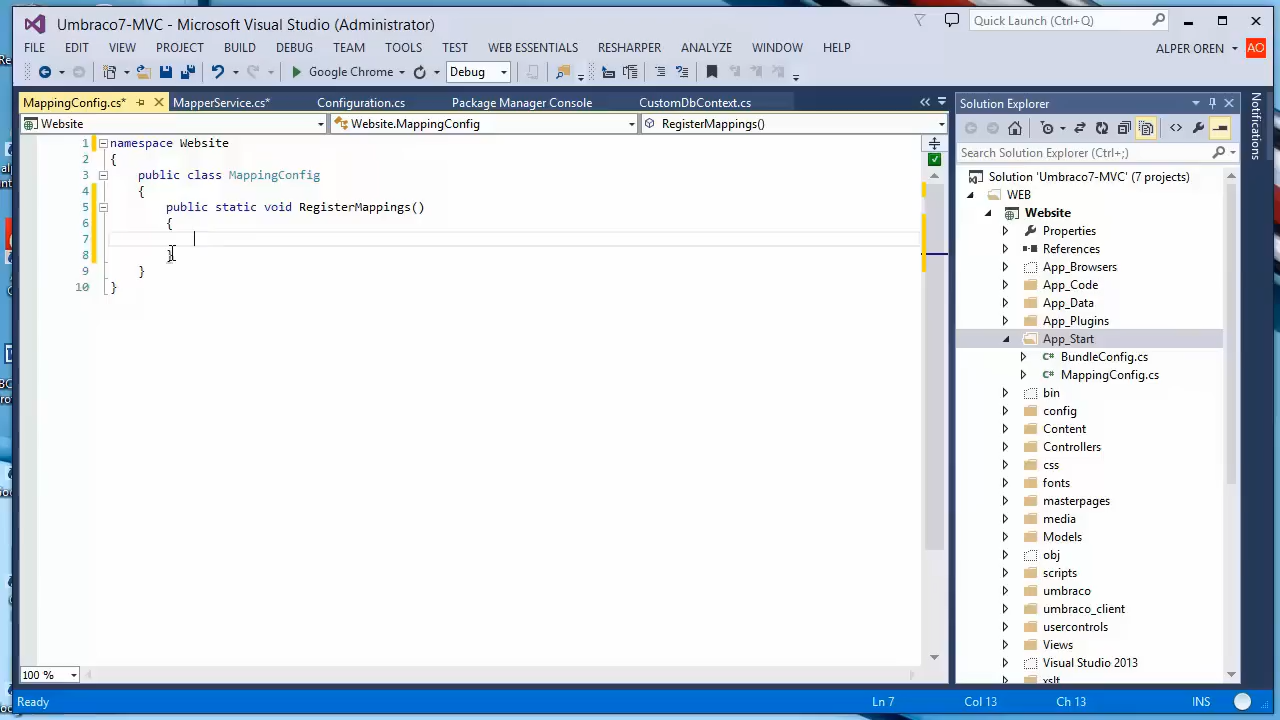 Umbraco7-MVC - Microsoft Visual Studio (Administrator)
Quick Launch (Ctrl+Q)
FILE EDIT VIEW PROJECT BUILD DEBUG TEAM TOOLS TEST WEB ESSENTIALS RESHARPER ANALYZE WINDOW HELP
ALPER OREN AO
Google Chrome Debug
MappingConfig.cs* MapperService.cs* Configuration.cs Package Manager Console CustomDbContext.cs
Website Website.MappingConfig RegisterMappings()
1 namespace Website
2 {
3 public class MappingConfig
4 {
5 public static void RegisterMappings()
6 {
7
8 }
9 }
10 }
100 %
Solution Explorer
Search Solution Explorer (Ctrl+;)
Solution 'Umbraco7-MVC' (7 projects)
WEB
Website
Properties
References
App_Browsers
App_Code
App_Data
App_Plugins
App_Start
C# BundleConfig.cs
C# MappingConfig.cs
bin
config
Content
Controllers
css
fonts
masterpages
media
Models
obj
scripts
umbraco
umbraco_client
usercontrols
Views
Visual Studio 2013
xslt
Notifications
Ready Ln 7 Col 13 Ch 13 INS